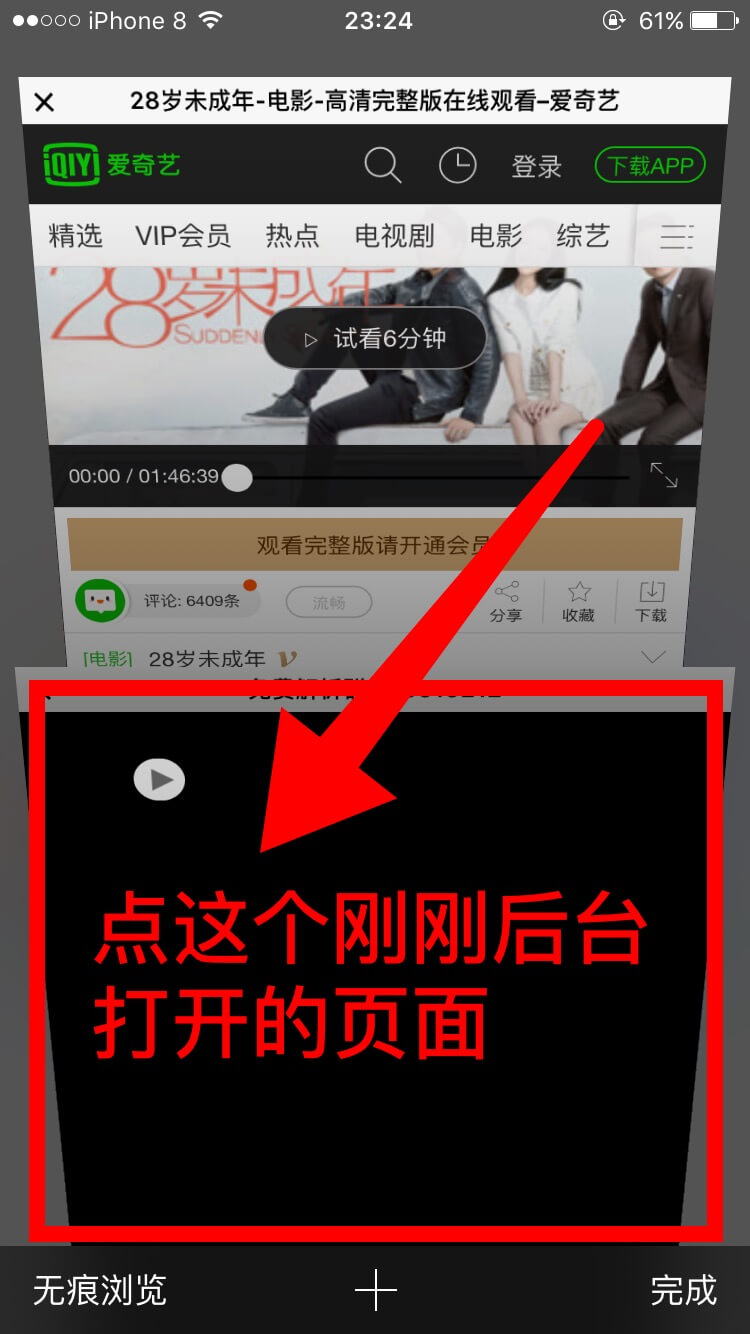 iPhone 8
23:24
61%
28岁未成年-电影-高清完整版在线观看–爱奇艺
iQIYI 爱奇艺
登录
下载APP
精选 VIP会员 热点 电视剧 电影 综艺
28岁未成年
SUDDEN
试看6分钟
00:00 / 01:46:39
观看完整版请开通会员
评论: 6409条
流畅
分享
收藏
下载
[电影] 28岁未成年
点这个刚刚后台
打开的页面
无痕浏览
完成